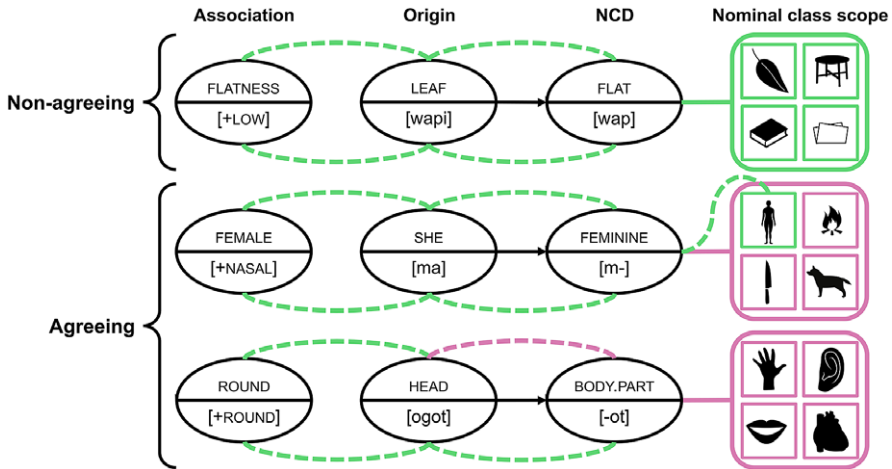 Association Origin NCD Nominal class scope
Non-agreeing
FLATNESS LEAF FLAT
[+LOW] [wapi] [wap]
FEMALE SHE FEMININE
[+NASAL] [ma] [m-]
Agreeing
ROUND HEAD BODY.PART
[+ROUND] [ogot] [-ot]